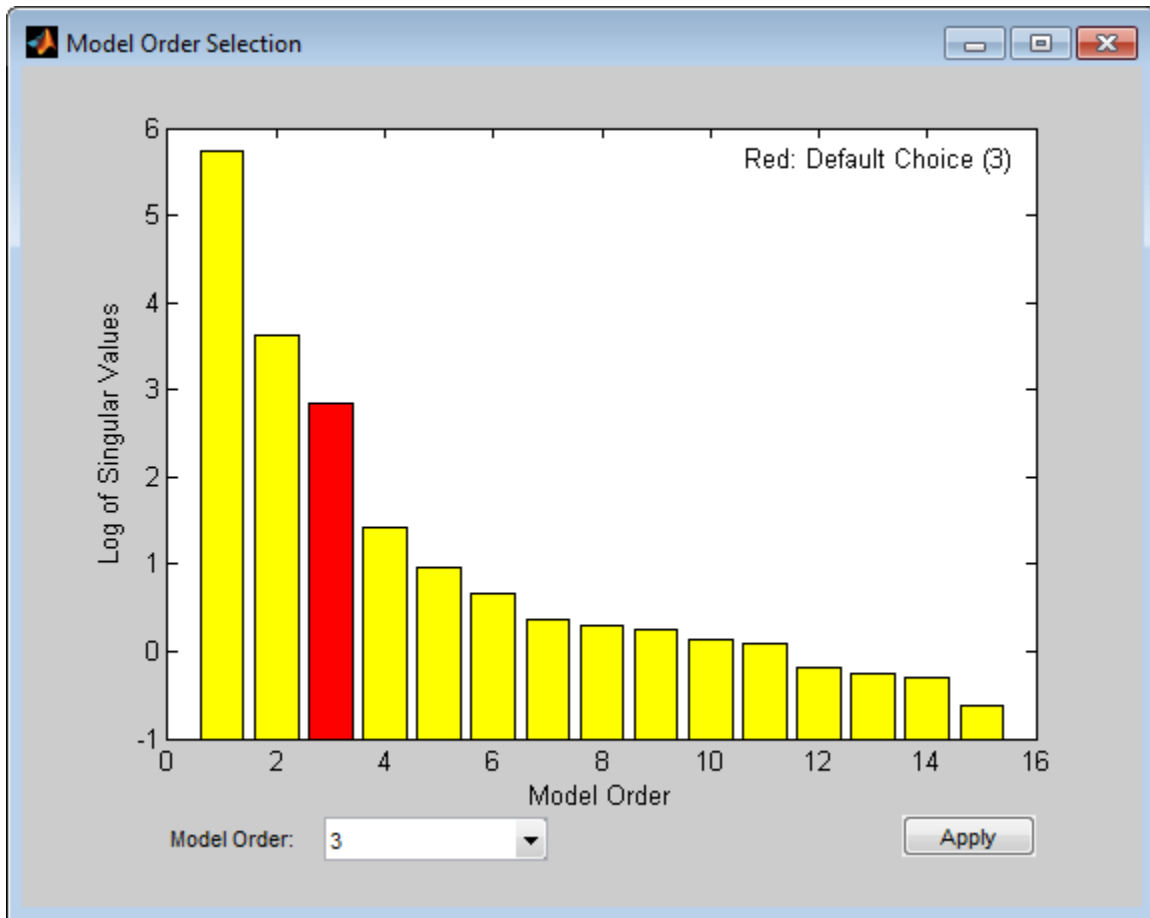 Model Order Selection
Red: Default Choice (3)
Log of Singular Values
6
5
4
3
2
1
0
-1
0 2 4 6 8 10 12 14 16
Model Order
Model Order: 3 Apply